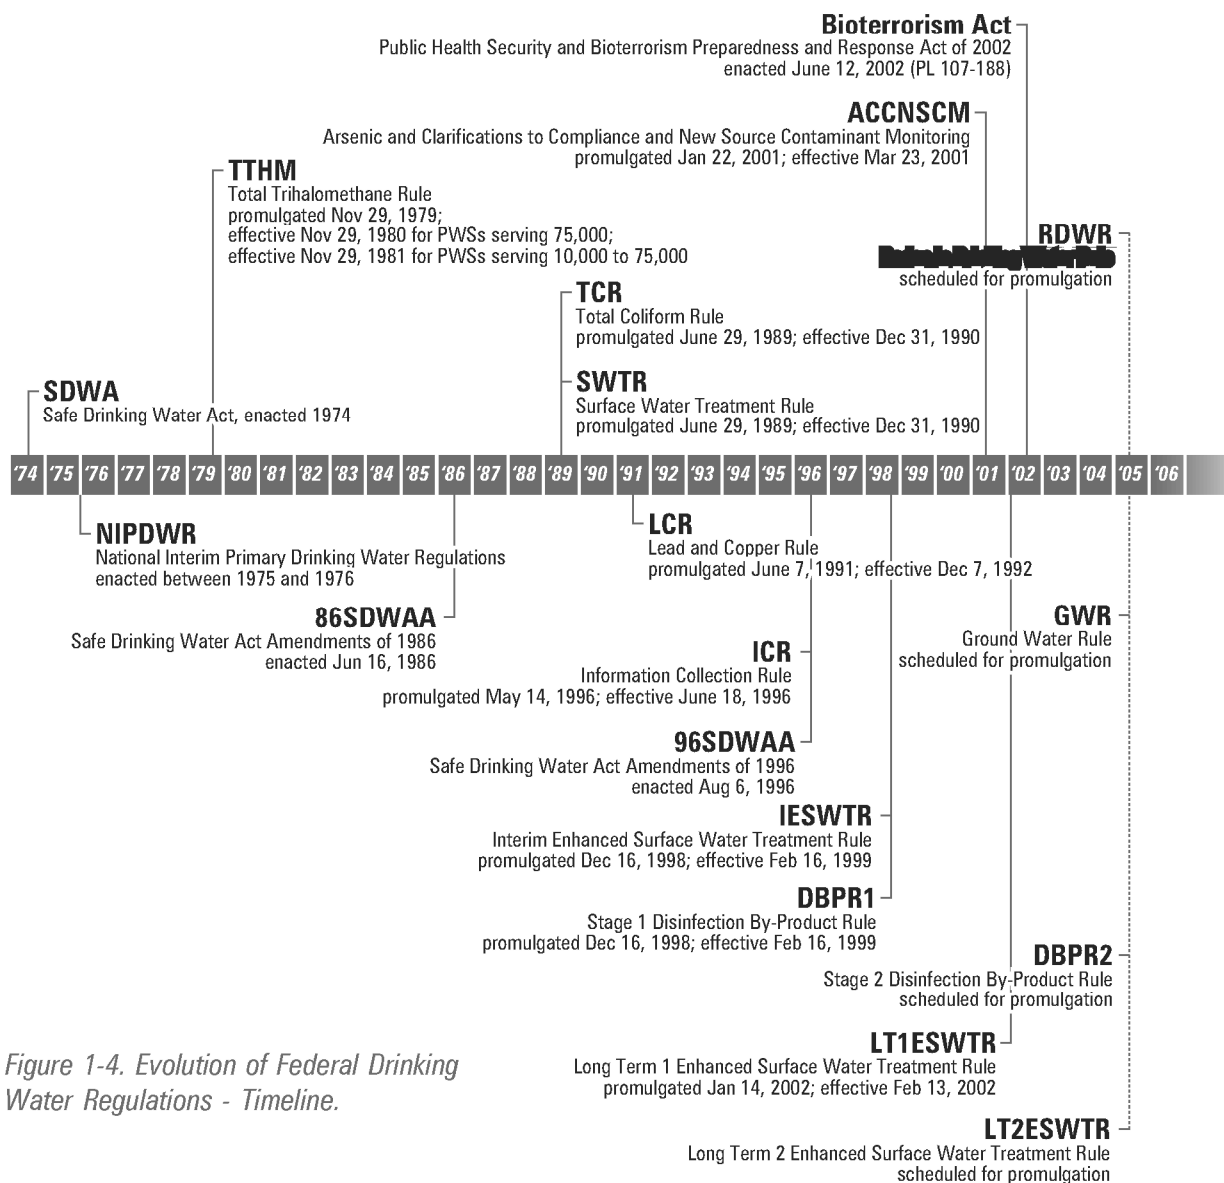 Bioterrorism Act
Public Health Security and Bioterrorism Preparedness and Response Act of 2002
enacted June 12, 2002 (PL 107-188)
ACCNSCM
Arsenic and Clarifications to Compliance and New Source Contaminant Monitoring
promulgated Jan 22, 2001; effective Mar 23, 2001
TTHM
Total Trihalomethane Rule
promulgated Nov 29, 1979;
effective Nov 29, 1980 for PWSs serving 75,000;
effective Nov 29, 1981 for PWSs serving 10,000 to 75,000
RDWR
scheduled for promulgation
TCR
Total Coliform Rule
promulgated June 29, 1989; effective Dec 31, 1990
SWTR
Surface Water Treatment Rule
promulgated June 29, 1989; effective Dec 31, 1990
SDWA
Safe Drinking Water Act, enacted 1974
'74 '75 '76 '77 '78 '79 '80 '81 '82 '83 '84 '85 '86 '87 '88 '89 '90 '91 '92 '93 '94 '95 '96 '97 '98 '99 '00 '01 '02 '03 '04 '05 '06
NIPDWR
National Interim Primary Drinking Water Regulations
enacted between 1975 and 1976
LCR
Lead and Copper Rule
promulgated June 7, 1991; effective Dec 7, 1992
86SDWAA
Safe Drinking Water Act Amendments of 1986
enacted Jun 16, 1986
GWR
Ground Water Rule
scheduled for promulgation
ICR
Information Collection Rule
promulgated May 14, 1996; effective June 18, 1996
96SDWAA
Safe Drinking Water Act Amendments of 1996
enacted Aug 6, 1996
IESWTR
Interim Enhanced Surface Water Treatment Rule
promulgated Dec 16, 1998; effective Feb 16, 1999
DBPR1
Stage 1 Disinfection By-Product Rule
promulgated Dec 16, 1998; effective Feb 16, 1999
DBPR2
Stage 2 Disinfection By-Product Rule
scheduled for promulgation
LT1ESWTR
Long Term 1 Enhanced Surface Water Treatment Rule
promulgated Jan 14, 2002; effective Feb 13, 2002
Figure 1-4. Evolution of Federal Drinking
Water Regulations - Timeline.
LT2ESWTR
Long Term 2 Enhanced Surface Water Treatment Rule
scheduled for promulgation